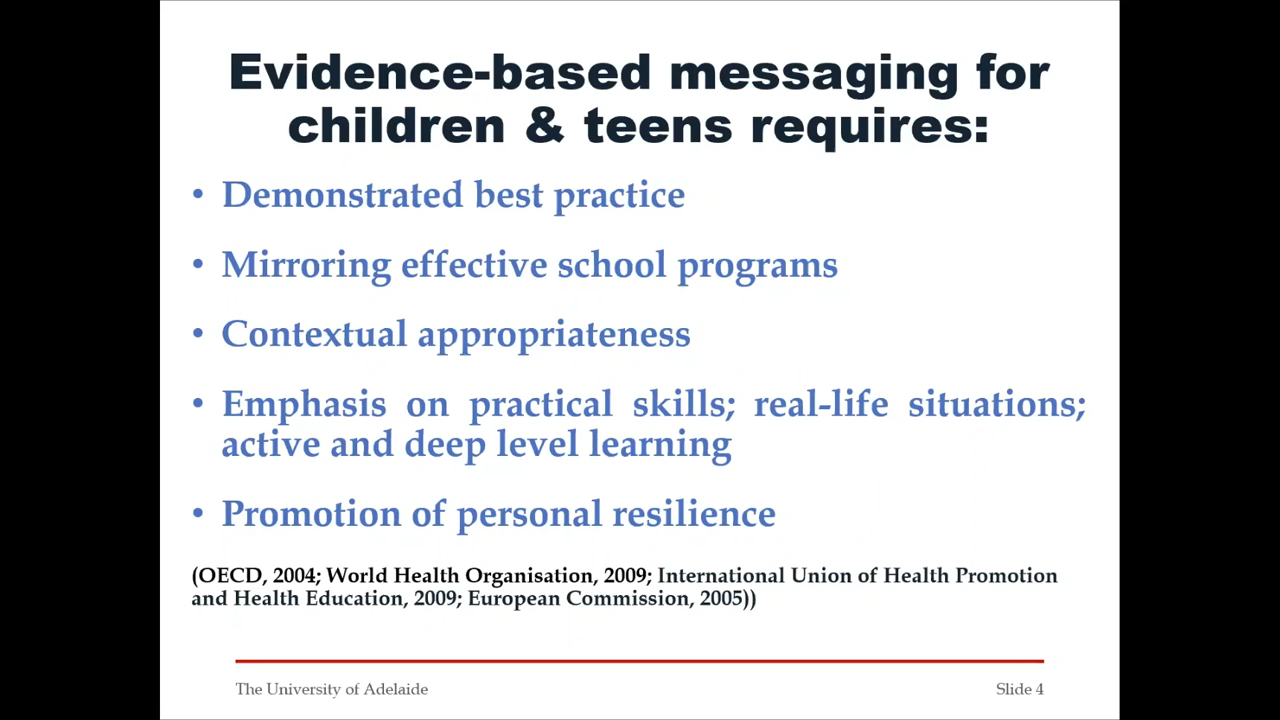 Evidence-based messaging for
children & teens requires:
• Demonstrated best practice
• Mirroring effective school programs
• Contextual appropriateness
• Emphasis on practical skills; real-life situations;
active and deep level learning
• Promotion of personal resilience
(OECD, 2004; World Health Organisation, 2009; International Union of Health Promotion
and Health Education, 2009; European Commission, 2005))
The University of Adelaide
Slide 4